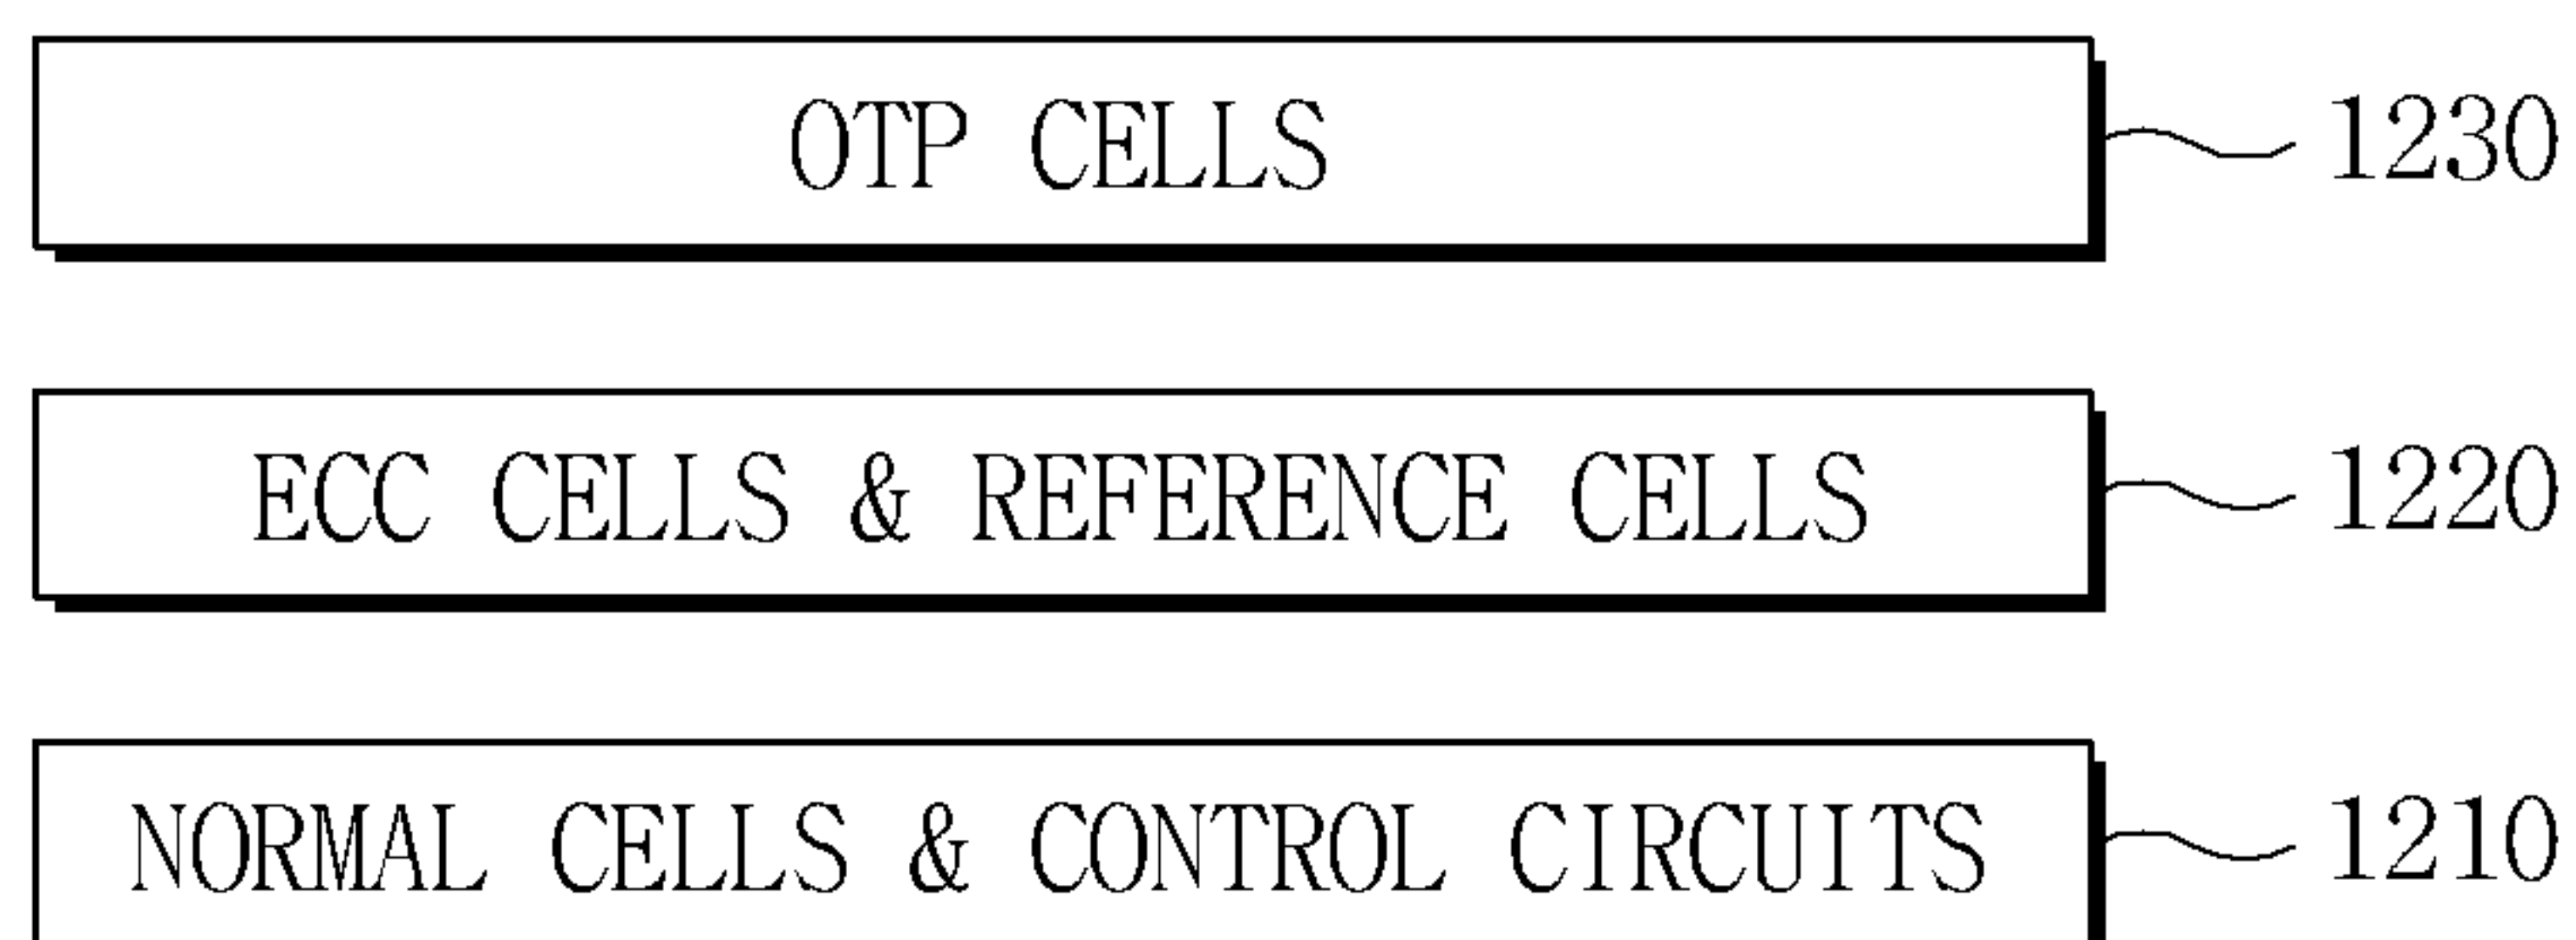 OTP CELLS 1230
ECC CELLS & REFERENCE CELLS 1220
NORMAL CELLS & CONTROL CIRCUITS 1210